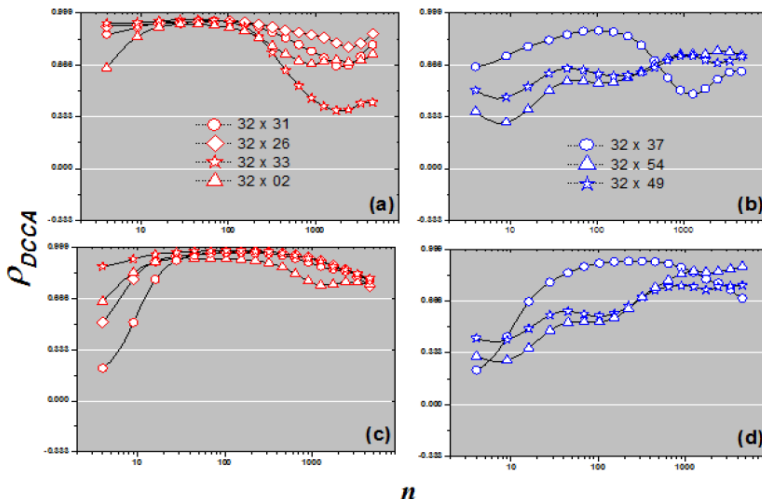 0.999
0.666
0.333
0.000
-0.333
10
100
1000
32 x 31
32 x 26
32 x 33
32 x 02
(a)
0.999
0.666
0.333
0.000
-0.333
10
100
1000
32 x 37
32 x 54
32 x 49
(b)
ρDCCA
0.999
0.666
0.333
0.000
-0.333
10
100
1000
(c)
0.999
0.666
0.333
0.000
-0.333
10
100
1000
(d)
n